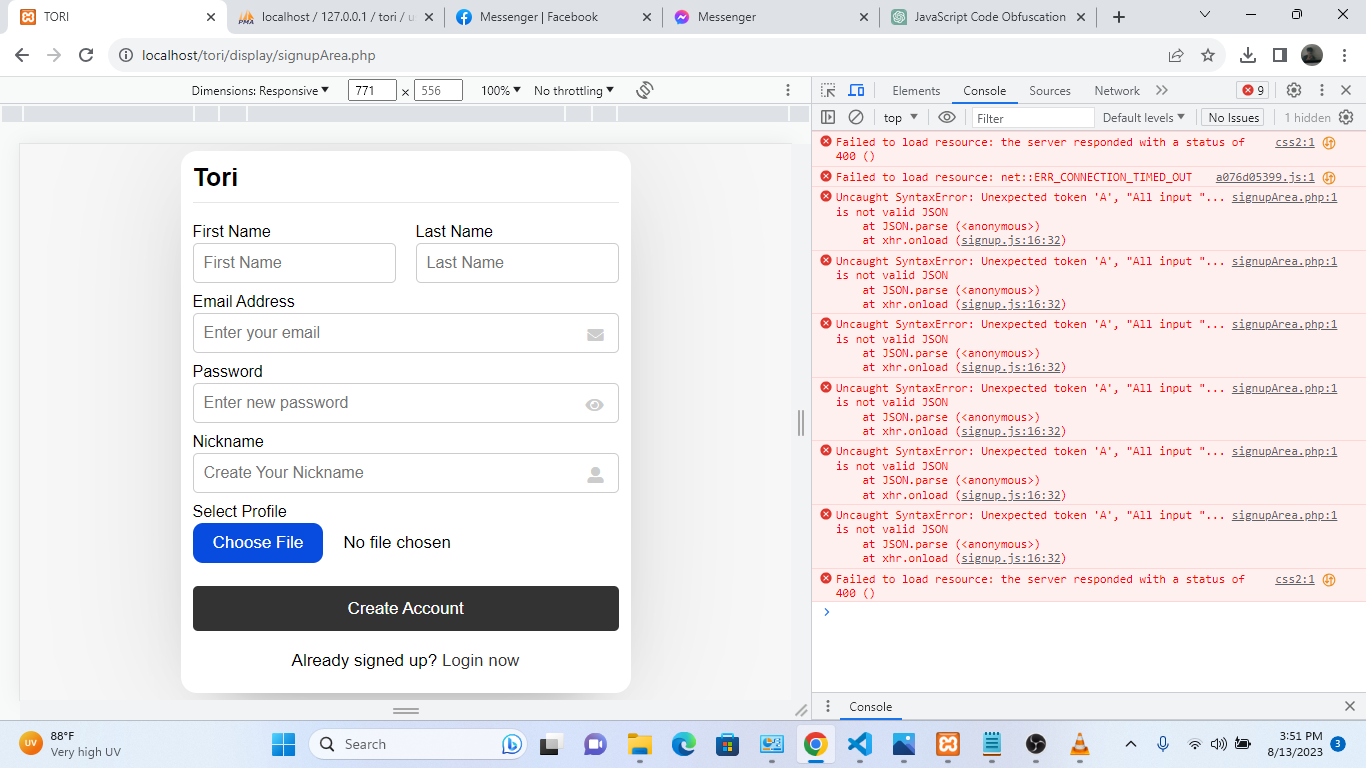 TORI
localhost / 127.0.0.1 / tori / u
Messenger | Facebook
Messenger
JavaScript Code Obfuscation
localhost/tori/display/signupArea.php
Dimensions: Responsive 771 × 556 100% No throttling
Elements Console Sources Network 9
top Filter Default levels No Issues 1 hidden
Tori
First Name Last Name
First Name Last Name
Email Address
Enter your email
Password
Enter new password
Nickname
Create Your Nickname
Select Profile
Choose File No file chosen
Create Account
Already signed up? Login now
Failed to load resource: the server responded with a status of css2:1
400 ()
Failed to load resource: net::ERR_CONNECTION_TIMED_OUT a076d05399.js:1
Uncaught SyntaxError: Unexpected token 'A', "All input "... signupArea.php:1
is not valid JSON
at JSON.parse (<anonymous>)
at xhr.onload (signup.js:16:32)
Uncaught SyntaxError: Unexpected token 'A', "All input "... signupArea.php:1
is not valid JSON
at JSON.parse (<anonymous>)
at xhr.onload (signup.js:16:32)
Uncaught SyntaxError: Unexpected token 'A', "All input "... signupArea.php:1
is not valid JSON
at JSON.parse (<anonymous>)
at xhr.onload (signup.js:16:32)
Uncaught SyntaxError: Unexpected token 'A', "All input "... signupArea.php:1
is not valid JSON
at JSON.parse (<anonymous>)
at xhr.onload (signup.js:16:32)
Uncaught SyntaxError: Unexpected token 'A', "All input "... signupArea.php:1
is not valid JSON
at JSON.parse (<anonymous>)
at xhr.onload (signup.js:16:32)
Uncaught SyntaxError: Unexpected token 'A', "All input "... signupArea.php:1
is not valid JSON
at JSON.parse (<anonymous>)
at xhr.onload (signup.js:16:32)
Failed to load resource: the server responded with a status of css2:1
400 ()
Console
UV
88°F
Very high UV
Search
3:51 PM
8/13/2023
3